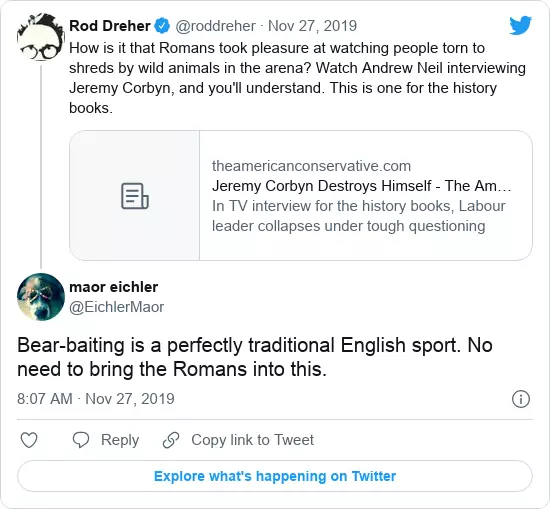 Rod Dreher @roddreher · Nov 27, 2019
How is it that Romans took pleasure at watching people torn to
shreds by wild animals in the arena? Watch Andrew Neil interviewing
Jeremy Corbyn, and you'll understand. This is one for the history
books.
theamericanconservative.com
Jeremy Corbyn Destroys Himself - The Am...
In TV interview for the history books, Labour
leader collapses under tough questioning
maor eichler
@EichlerMaor
Bear-baiting is a perfectly traditional English sport. No
need to bring the Romans into this.
8:07 AM · Nov 27, 2019
Reply Copy link to Tweet
Explore what's happening on Twitter